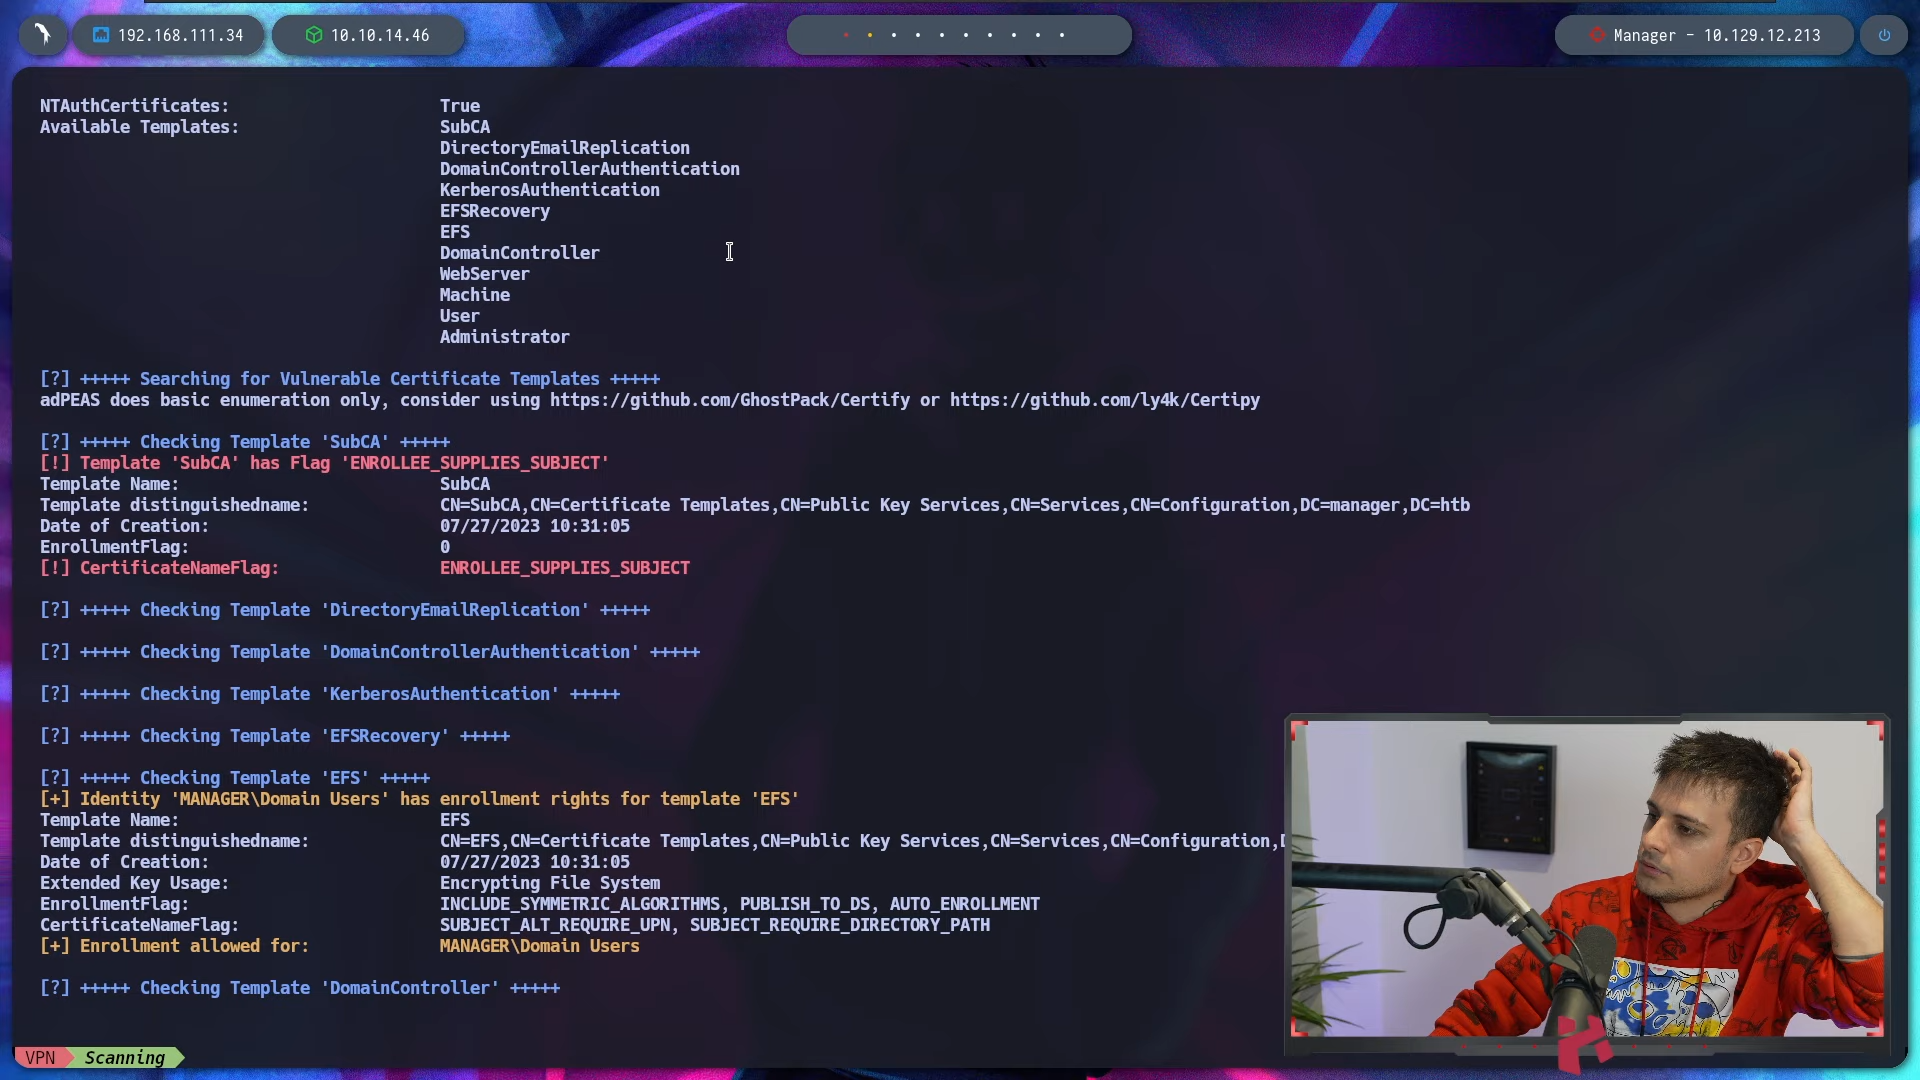 192.168.111.34 10.10.14.46 Manager - 10.129.12.213
NTAuthCertificates: True
Available Templates: SubCA
DirectoryEmailReplication
DomainControllerAuthentication
KerberosAuthentication
EFSRecovery
EFS
DomainController
WebServer
Machine
User
Administrator
[?] +++++ Searching for Vulnerable Certificate Templates +++++
adPEAS does basic enumeration only, consider using https://github.com/GhostPack/Certify or https://github.com/ly4k/Certipy
[?] +++++ Checking Template 'SubCA' +++++
[!] Template 'SubCA' has Flag 'ENROLLEE_SUPPLIES_SUBJECT'
Template Name: SubCA
Template distinguishedname: CN=SubCA,CN=Certificate Templates,CN=Public Key Services,CN=Services,CN=Configuration,DC=manager,DC=htb
Date of Creation: 07/27/2023 10:31:05
EnrollmentFlag: 0
[!] CertificateNameFlag: ENROLLEE_SUPPLIES_SUBJECT
[?] +++++ Checking Template 'DirectoryEmailReplication' +++++
[?] +++++ Checking Template 'DomainControllerAuthentication' +++++
[?] +++++ Checking Template 'KerberosAuthentication' +++++
[?] +++++ Checking Template 'EFSRecovery' +++++
[?] +++++ Checking Template 'EFS' +++++
[+] Identity 'MANAGER\Domain Users' has enrollment rights for template 'EFS'
Template Name: EFS
Template distinguishedname: CN=EFS,CN=Certificate Templates,CN=Public Key Services,CN=Services,CN=Configuration,
Date of Creation: 07/27/2023 10:31:05
Extended Key Usage: Encrypting File System
EnrollmentFlag: INCLUDE_SYMMETRIC_ALGORITHMS, PUBLISH_TO_DS, AUTO_ENROLLMENT
CertificateNameFlag: SUBJECT_ALT_REQUIRE_UPN, SUBJECT_REQUIRE_DIRECTORY_PATH
[+] Enrollment allowed for: MANAGER\Domain Users
[?] +++++ Checking Template 'DomainController' +++++
VPN Scanning